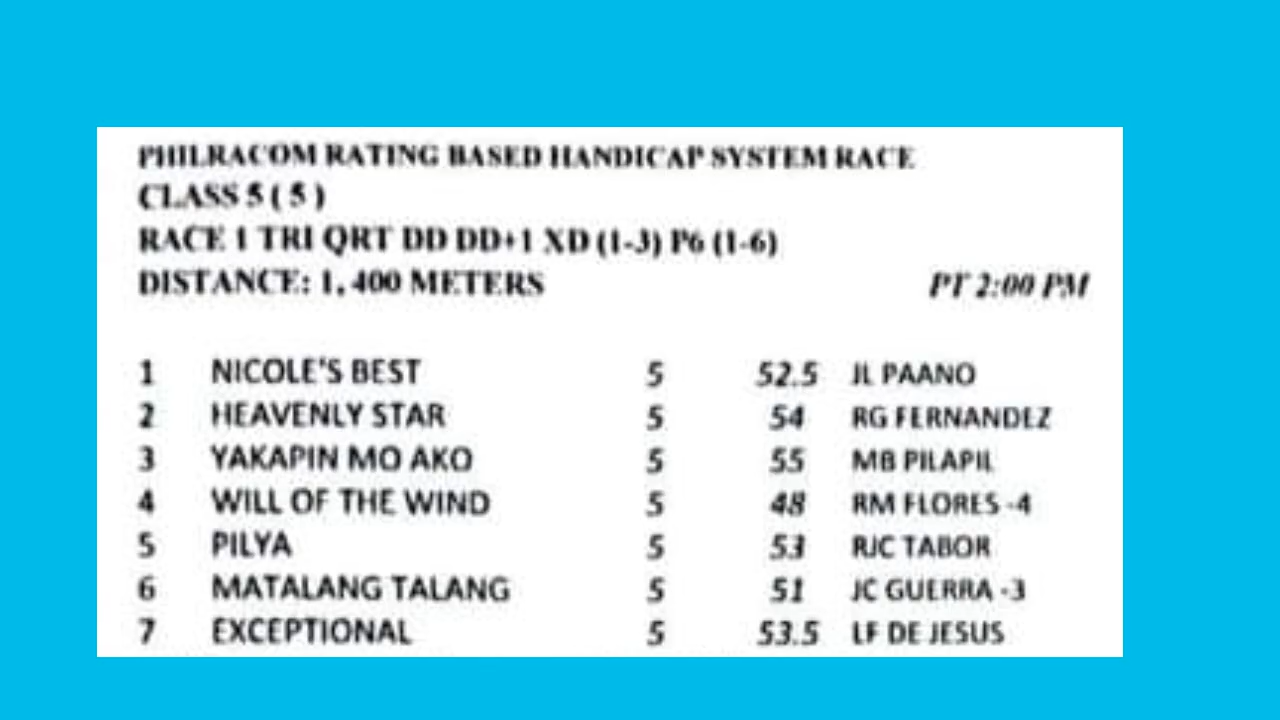 PHILRACOM RATING BASED HANDICAP SYSTEM RACE
CLASS 5 ( 5 )
RACE 1 TRI QRT DD DD+1 XD (1-3) P6 (1-6)
DISTANCE: 1, 400 METERS PT 2:00 PM
1 NICOLE'S BEST 5 52.5 JL PAANO
2 HEAVENLY STAR 5 54 RG FERNANDEZ
3 YAKAPIN MO AKO 5 55 MB PILAPIL
4 WILL OF THE WIND 5 48 RM FLORES -4
5 PILYA 5 53 RJC TABOR
6 MATALANG TALANG 5 51 JC GUERRA -3
7 EXCEPTIONAL 5 53.5 LF DE JESUS